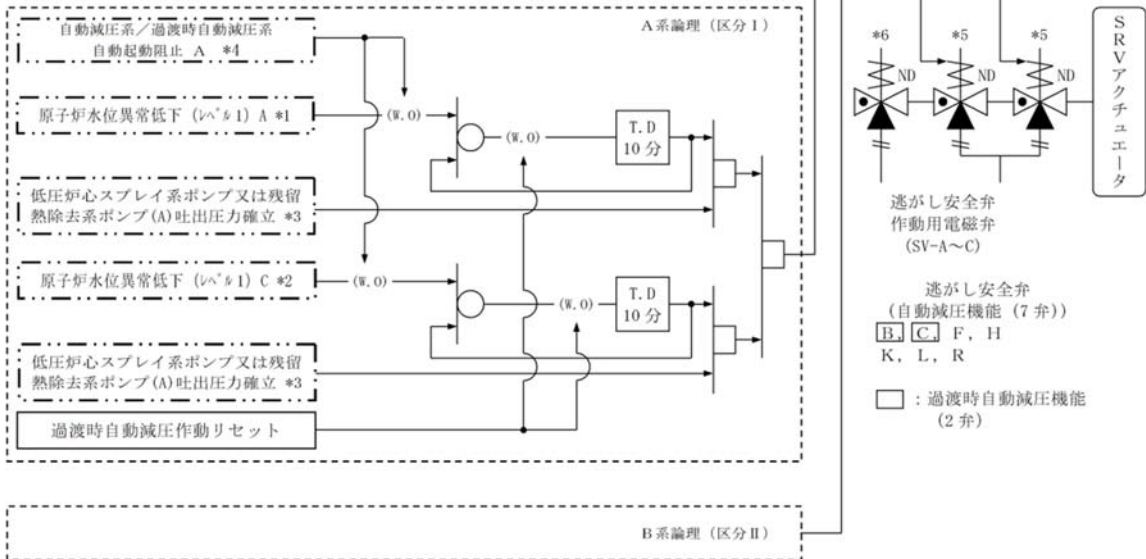 A系論理（区分Ⅰ）
自動減圧系／過渡時自動減圧系
自動起動阻止 A *4
原子炉水位異常低下（ﾚﾍﾞﾙ1）A *1
(W.O)
(W.O)
T.D
10分
低圧炉心スプレイ系ポンプ又は残留
熱除去系ポンプ(A)吐出圧力確立 *3
原子炉水位異常低下（ﾚﾍﾞﾙ1）C *2
(W.O)
(W.O)
T.D
10分
低圧炉心スプレイ系ポンプ又は残留
熱除去系ポンプ(A)吐出圧力確立 *3
過渡時自動減圧作動リセット
B系論理（区分Ⅱ）
*6
*5
*5
ND
ND
ND
SRVアクチュエータ
逃がし安全弁
作動用電磁弁
(SV-A～C)
逃がし安全弁
(自動減圧機能（7弁）)
B, C, F, H
K, L, R
：過渡時自動減圧機能
(2弁)